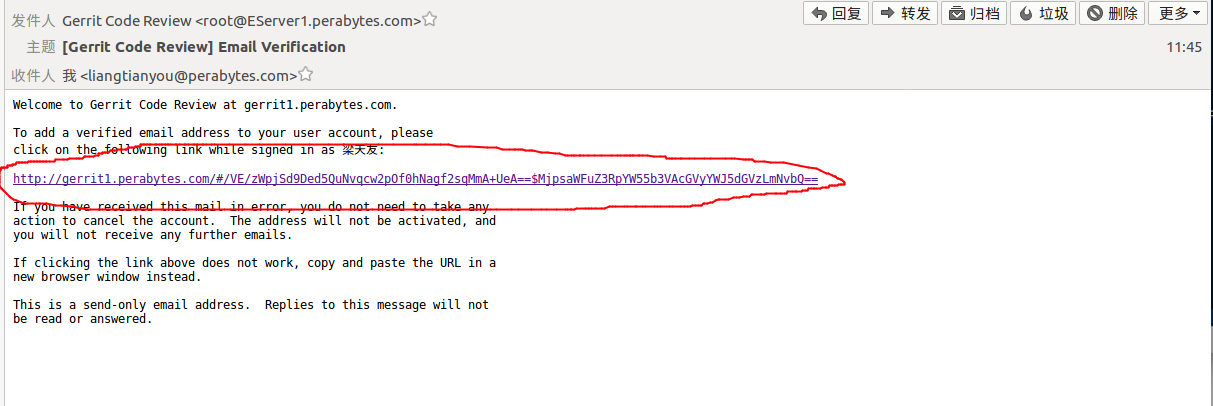 发件人 Gerrit Code Review <root@EServer1.perabytes.com> 回复 转发 归档 垃圾 删除 更多
主题 [Gerrit Code Review] Email Verification 11:45
收件人 我 <liangtianyou@perabytes.com>
Welcome to Gerrit Code Review at gerrit1.perabytes.com.
To add a verified email address to your user account, please
click on the following link while signed in as 梁天友:
http://gerrit1.perabytes.com/#/VE/zWpjSd9Ded5QuNvqcw2pOf0hNagf2sqMmA+UeA==$MjpsaWFuZ3RpYW55b3VAcGVyYWJ5dGVzLmNvbQ==
If you have received this mail in error, you do not need to take any
action to cancel the account.  The address will not be activated, and
you will not receive any further emails.
If clicking the link above does not work, copy and paste the URL in a
new browser window instead.
This is a send-only email address.  Replies to this message will not
be read or answered.